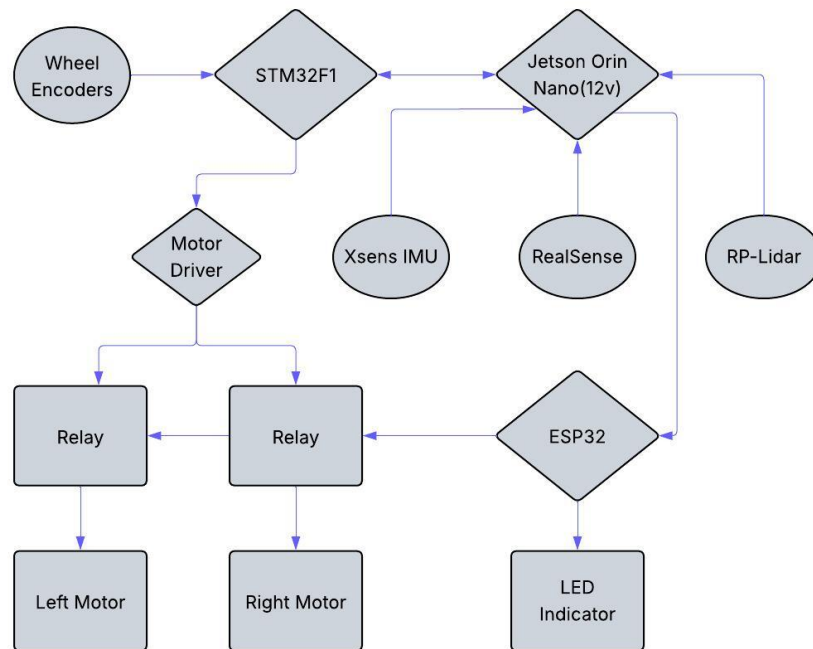 Wheel
Encoders
STM32F1
Jetson Orin
Nano(12v)
Motor
Driver
Xsens IMU
RealSense
RP-Lidar
Relay
Relay
ESP32
Left Motor
Right Motor
LED
Indicator